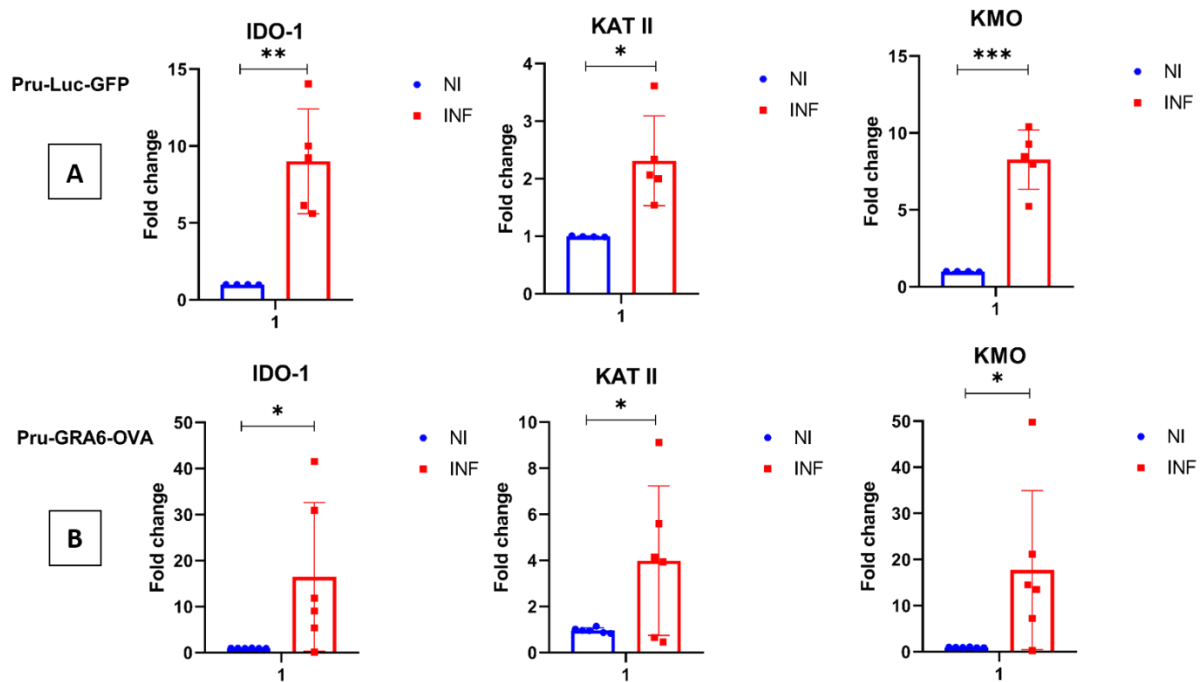 IDO-1
KAT II
KMO
Pru-Luc-GFP
A
**
*
***
Fold change
15
10
5
0
1
NI
INF
Fold change
4
3
2
1
0
1
NI
INF
Fold change
15
10
5
0
1
NI
INF
IDO-1
KAT II
KMO
Pru-GRA6-OVA
B
*
*
*
Fold change
50
40
30
20
10
0
1
NI
INF
Fold change
10
8
6
4
2
0
1
NI
INF
Fold change
50
40
30
20
10
0
1
NI
INF